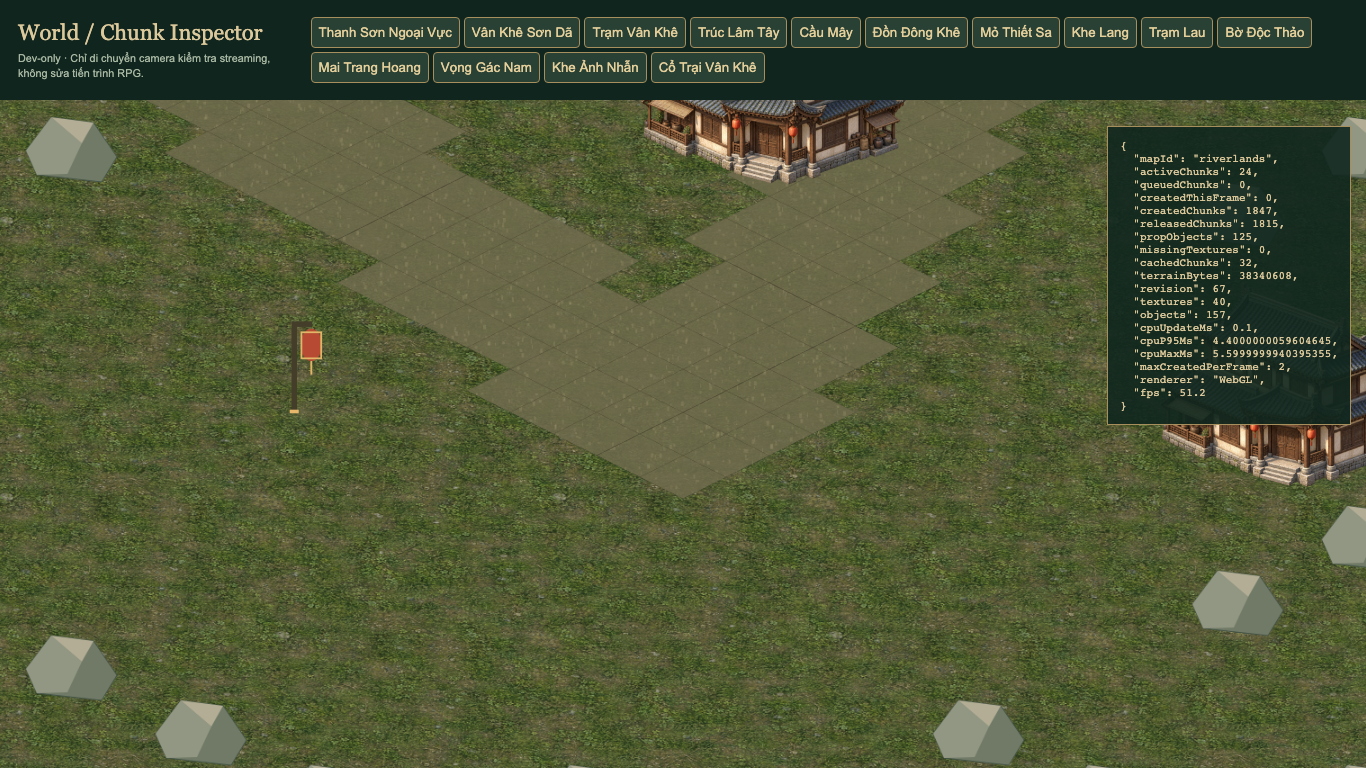 World / Chunk Inspector
Dev-only · Chỉ di chuyển camera kiểm tra streaming,
không sửa tiến trình RPG.
Thanh Sơn Ngoại Vực Vân Khê Sơn Dã Trạm Vân Khê Trúc Lâm Tây Cầu Mây Đồn Đông Khê Mỏ Thiết Sa Khe Lang Trạm Lau Bờ Độc Thảo
Mai Trang Hoang Vọng Gác Nam Khe Ảnh Nhẫn Cổ Trại Vân Khê
{
"mapId": "riverlands",
"activeChunks": 24,
"queuedChunks": 0,
"createdThisFrame": 0,
"createdChunks": 1847,
"releasedChunks": 1815,
"propObjects": 125,
"missingTextures": 0,
"cachedChunks": 32,
"terrainBytes": 38340608,
"revision": 67,
"textures": 40,
"objects": 157,
"cpuUpdateMs": 0.1,
"cpuP95Ms": 4.4000000059604645,
"cpuMaxMs": 5.5999999940395355,
"maxCreatedPerFrame": 2,
"renderer": "WebGL",
"fps": 51.2
}